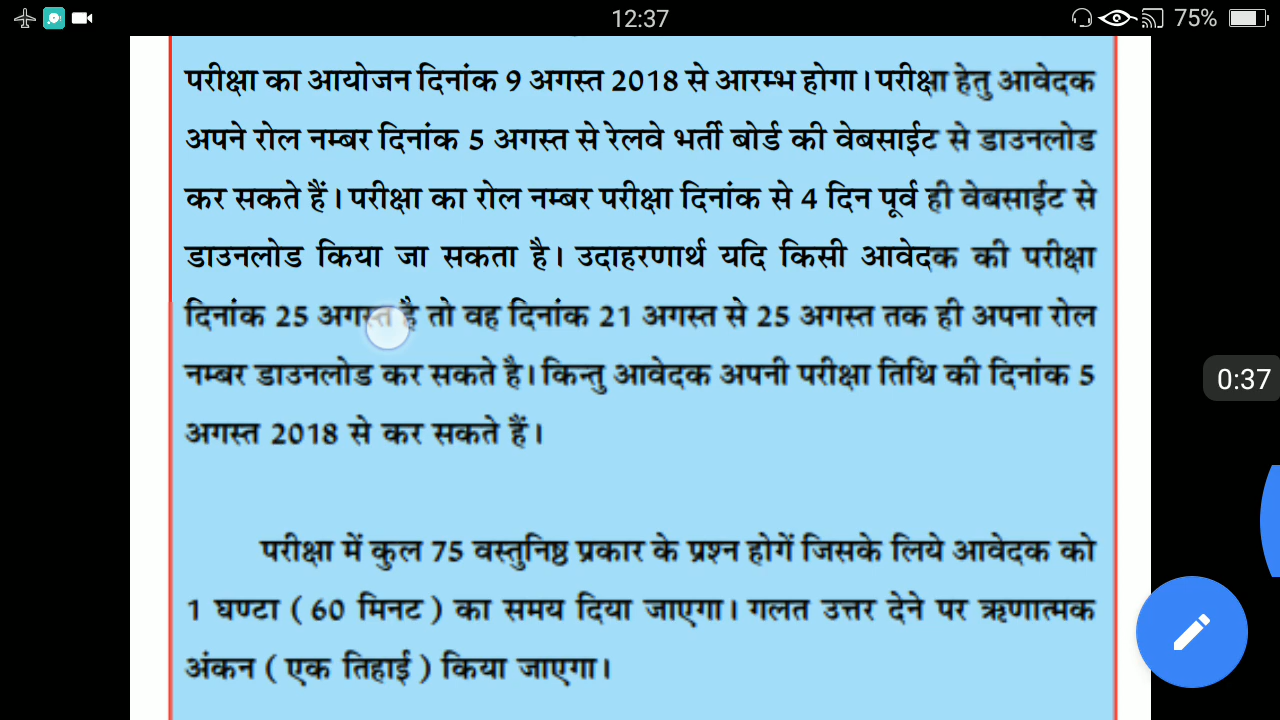 12:37
75%
परीक्षा का आयोजन दिनांक 9 अगस्त 2018 से आरम्भ होगा। परीक्षा हेतु आवेदक
अपने रोल नम्बर दिनांक 5 अगस्त से रेलवे भर्ती बोर्ड की वेबसाईट से डाउनलोड
कर सकते हैं। परीक्षा का रोल नम्बर परीक्षा दिनांक से 4 दिन पूर्व ही वेबसाईट से
डाउनलोड किया जा सकता है। उदाहरणार्थ यदि किसी आवेदक की परीक्षा
दिनांक 25 अगस्त है तो वह दिनांक 21 अगस्त से 25 अगस्त तक ही अपना रोल
नम्बर डाउनलोड कर सकते है। किन्तु आवेदक अपनी परीक्षा तिथि की दिनांक 5
0:37
अगस्त 2018 से कर सकते हैं।
परीक्षा में कुल 75 वस्तुनिष्ठ प्रकार के प्रश्न होगें जिसके लिये आवेदक को
1 घण्टा ( 60 मिनट ) का समय दिया जाएगा। गलत उत्तर देने पर ऋणात्मक
अंकन ( एक तिहाई ) किया जाएगा।